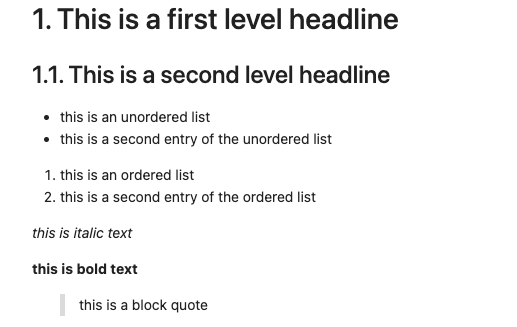 1. This is a first level headline
1.1. This is a second level headline
• this is an unordered list
• this is a second entry of the unordered list
1. this is an ordered list
2. this is a second entry of the ordered list
this is italic text
this is bold text
this is a block quote